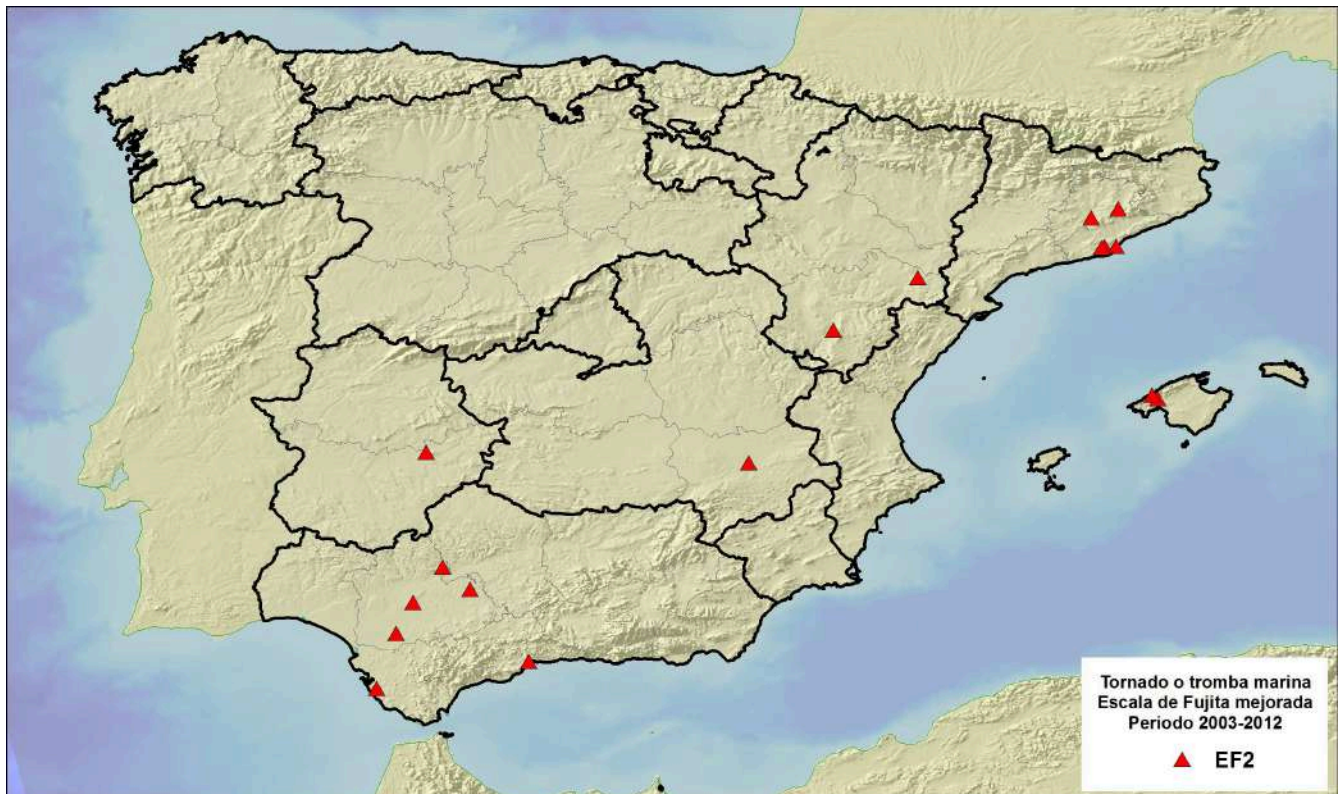 Tornado o tromba marina
Escala de Fujita mejorada
Periodo 2003-2012
EF2